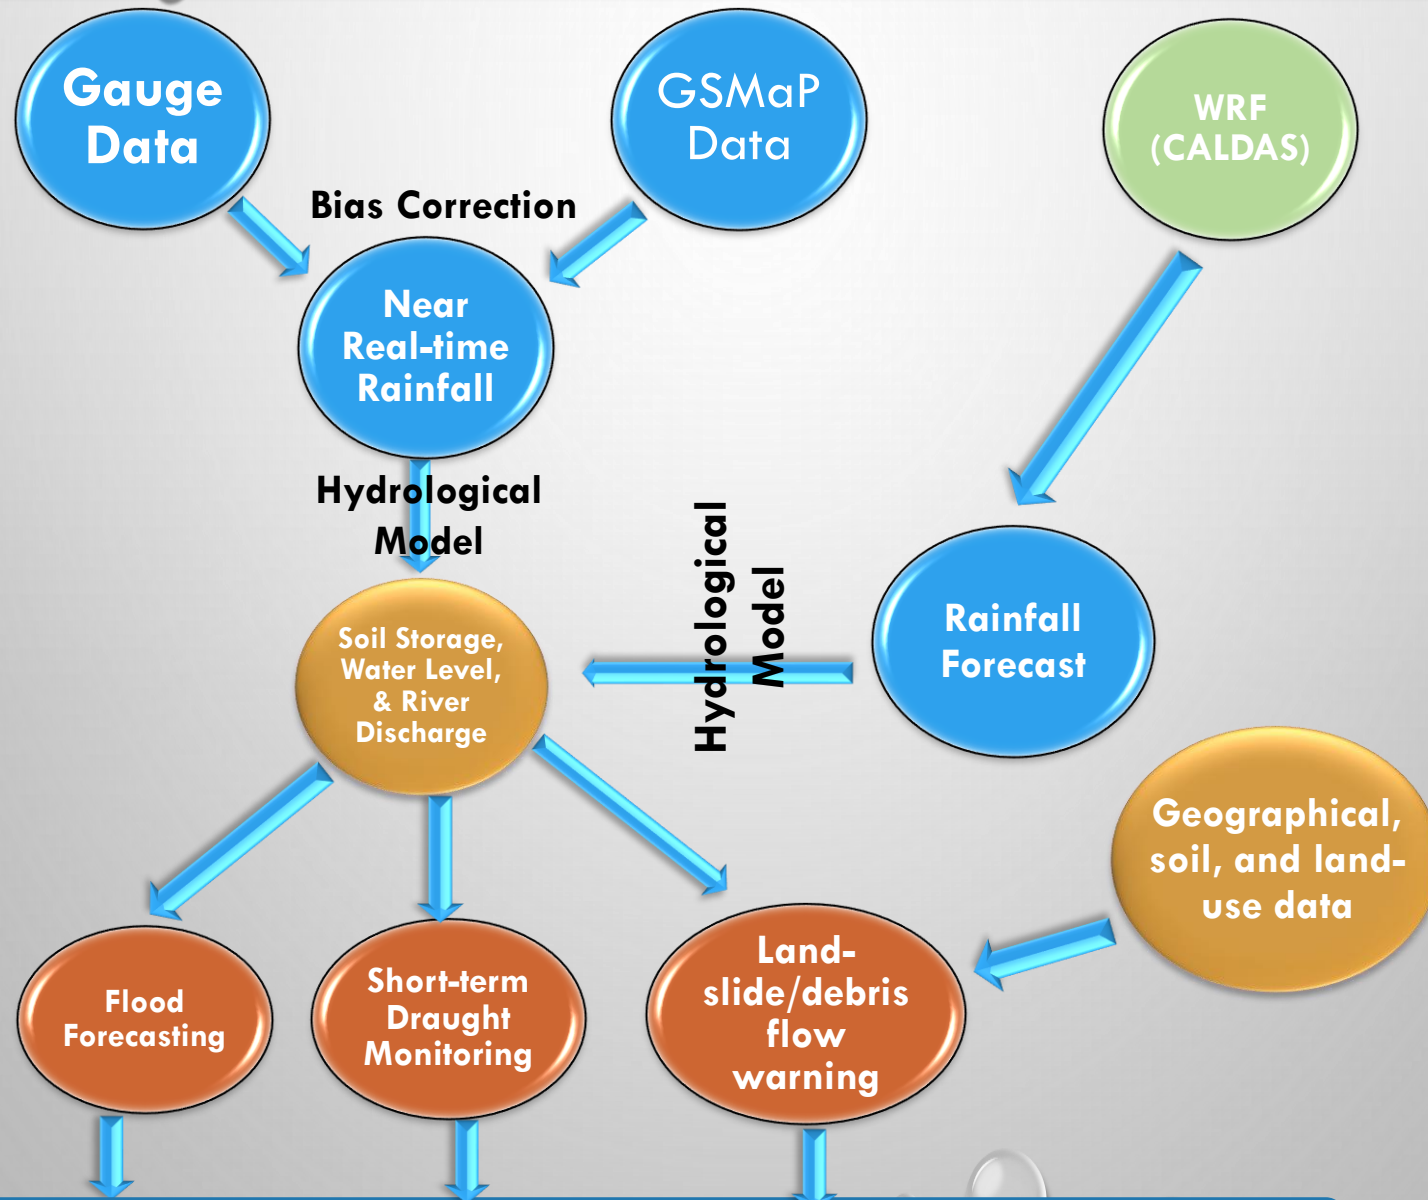 Gauge
Data
GSMaP
Data
WRF
(CALDAS)
Bias Correction
Near
Real-time
Rainfall
Hydrological
Model
Hydrological
Model
Rainfall
Forecast
Soil Storage,
Water Level,
& River
Discharge
Geographical,
soil, and land-
use data
Flood
Forecasting
Short-term
Draught
Monitoring
Land-
slide/debris
flow
warning